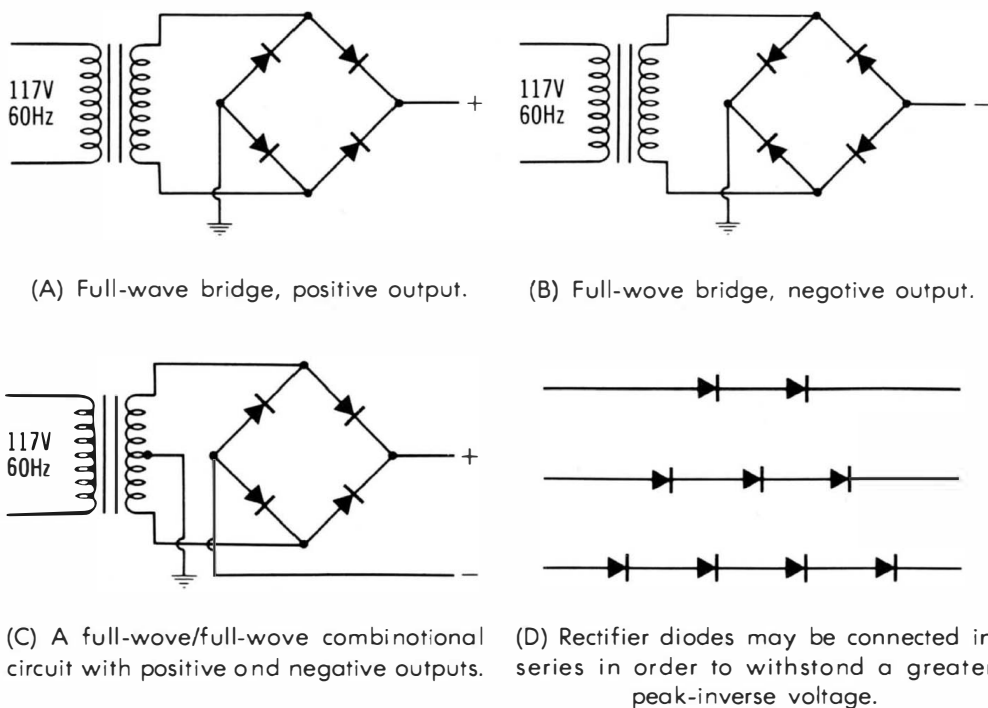 117V
60Hz
+
117V
60Hz
−
(A) Full-wave bridge, positive output.
(B) Full-wove bridge, negotive output.
117V
60Hz
+
−
(C) A full-wove/full-wove combinotional
circuit with positive ond negative outputs.
(D) Rectifier diodes may be connected in
series in order to withstond a greater
peak-inverse voltage.